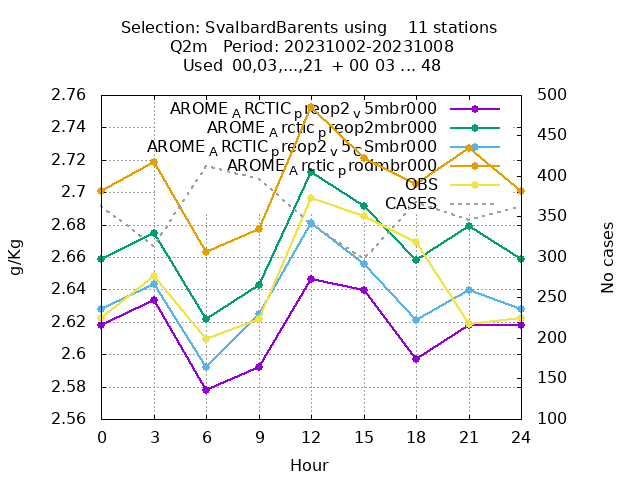 Selection: SvalbardBarents using    11 stations
Q2m   Period: 20231002-20231008
Used  00,03,...,21  + 00 03 ... 48
AROME_ARCTIC_preop2_v5mbr000
AROME_Arctic_preop2mbr000
AROME_ARCTIC_preop2_v5_CSmbr000
AROME_Arctic_prodmbr000
OBS
CASES
2.76
2.74
2.72
2.7
2.68
2.66
2.64
2.62
2.6
2.58
2.56
500
450
400
350
300
250
200
150
100
0 3 6 9 12 15 18 21 24
g/Kg
No cases
Hour